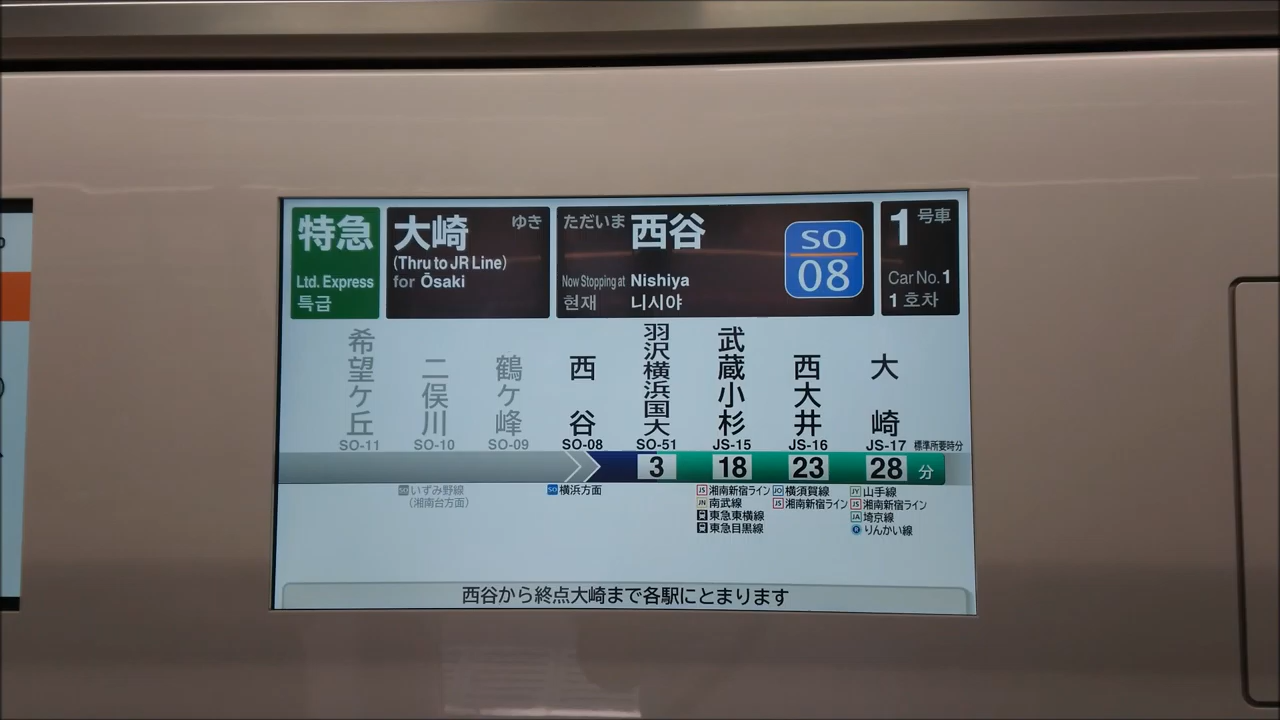 特急
Ltd. Express
특급
大崎 ゆき
(Thru to JR Line)
for Ōsaki
ただいま 西谷
Now Stopping at Nishiya
현재 니시야
SO
08
1 号車
Car No.1
1 호차
希望ケ丘
二俣川
鶴ケ峰
西谷
羽沢横浜国大
武蔵小杉
西大井
大崎
SO-11 SO-10 SO-09 SO-08 SO-51 JS-15 JS-16 JS-17 標準所要時分
3 18 23 28 分
SO いずみ野線
(湘南台方面)
SO 横浜方面
JS 湘南新宿ライン
JN 南武線
東急東横線
東急目黒線
JO 横須賀線
JS 湘南新宿ライン
JY 山手線
JS 湘南新宿ライン
JA 埼京線
R りんかい線
西谷から終点大崎まで各駅にとまります